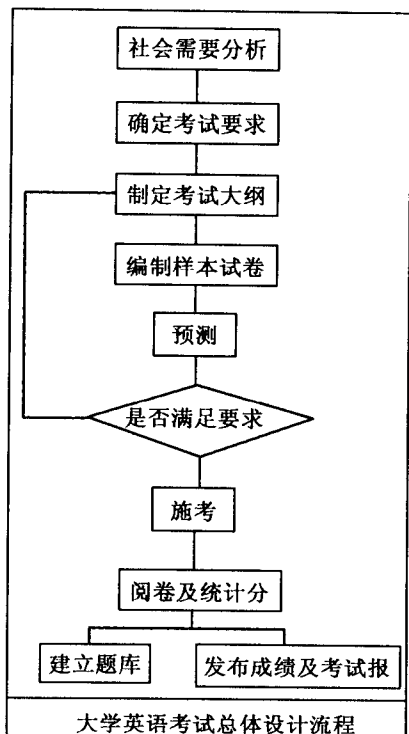 社会需要分析
确定考试要求
制定考试大纲
编制样本试卷
预测
是否满足要求
施考
阅卷及统计分
建立题库
发布成绩及考试报
大学英语考试总体设计流程